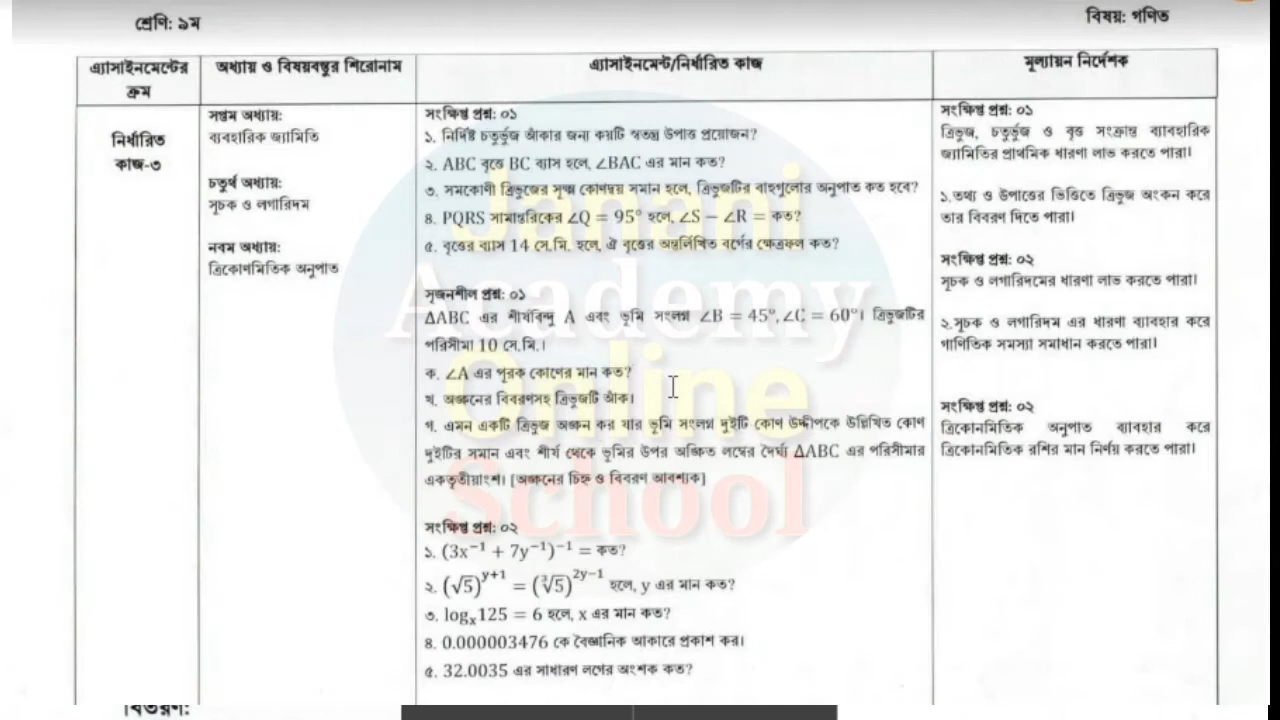 শ্রেণি: ৯ম
বিষয়: গণিত
এ্যাসাইনমেন্টের ক্রম
অধ্যায় ও বিষয়বস্তুর শিরোনাম
এ্যাসাইনমেন্ট/নির্ধারিত কাজ
মূল্যায়ন নির্দেশক
নির্ধারিত
কাজ-৩
সপ্তম অধ্যায়:
ব্যবহারিক জ্যামিতি
চতুর্থ অধ্যায়:
সূচক ও লগারিদম
নবম অধ্যায়:
ত্রিকোণমিতিক অনুপাত
সংক্ষিপ্ত প্রশ্ন: ০১
১. নির্দিষ্ট চতুর্ভুজ আঁকার জন্য কয়টি স্বতন্ত্র উপাত্ত প্রয়োজন?
২. ABC বৃত্তে BC ব্যাস হলে, ∠BAC এর মান কত?
৩. সমকোণী ত্রিভুজের সূক্ষ্ম কোণদ্বয় সমান হলে, ত্রিভুজটির বাহুগুলোর অনুপাত কত হবে?
৪. PQRS সামান্তরিকের ∠Q = 95° হলে, ∠S − ∠R = কত?
৫. বৃত্তের ব্যাস 14 সে.মি. হলে, ঐ বৃত্তের অন্তর্লিখিত বর্গের ক্ষেত্রফল কত?
সৃজনশীল প্রশ্ন: ০১
ΔABC এর শীর্ষবিন্দু A এবং ভূমি সংলগ্ন ∠B = 45°, ∠C = 60°। ত্রিভুজটির
পরিসীমা 10 সে.মি.।
ক. ∠A এর পূরক কোণের মান কত?
খ. অঙ্কনের বিবরণসহ ত্রিভুজটি আঁক।
গ. এমন একটি ত্রিভুজ অঙ্কন কর যার ভূমি সংলগ্ন দুইটি কোণ উদ্দীপকে উল্লিখিত কোণ
দুইটির সমান এবং শীর্ষ থেকে ভূমির উপর অঙ্কিত লম্বের দৈর্ঘ্য ΔABC এর পরিসীমার
একতৃতীয়াংশ। [অঙ্কনের চিহ্ন ও বিবরণ আবশ্যক]
সংক্ষিপ্ত প্রশ্ন: ০২
১. (3x⁻¹ + 7y⁻¹)⁻¹ = কত?
২. (√5)^(y+1) = (∛5)^(2y−1) হলে, y এর মান কত?
৩. logₓ125 = 6 হলে, x এর মান কত?
৪. 0.000003476 কে বৈজ্ঞানিক আকারে প্রকাশ কর।
৫. 32.0035 এর সাধারণ লগের অংশক কত?
সংক্ষিপ্ত প্রশ্ন: ০১
ত্রিভুজ, চতুর্ভুজ ও বৃত্ত সংক্রান্ত ব্যাবহারিক
জ্যামিতির প্রাথমিক ধারণা লাভ করতে পারা।
১.তথ্য ও উপাত্তের ভিত্তিতে ত্রিভুজ অংকন করে
তার বিবরণ দিতে পারা।
সংক্ষিপ্ত প্রশ্ন: ০২
সূচক ও লগারিদমের ধারণা লাভ করতে পারা।
২.সূচক ও লগারিদম এর ধারণা ব্যাবহার করে
গাণিতিক সমস্যা সমাধান করতে পারা।
সংক্ষিপ্ত প্রশ্ন: ০২
ত্রিকোনমিতিক অনুপাত ব্যাবহার করে
ত্রিকোনমিতিক রশির মান নির্ণয় করতে পারা।
Janani
Academy
Online
School
বিতরণ: